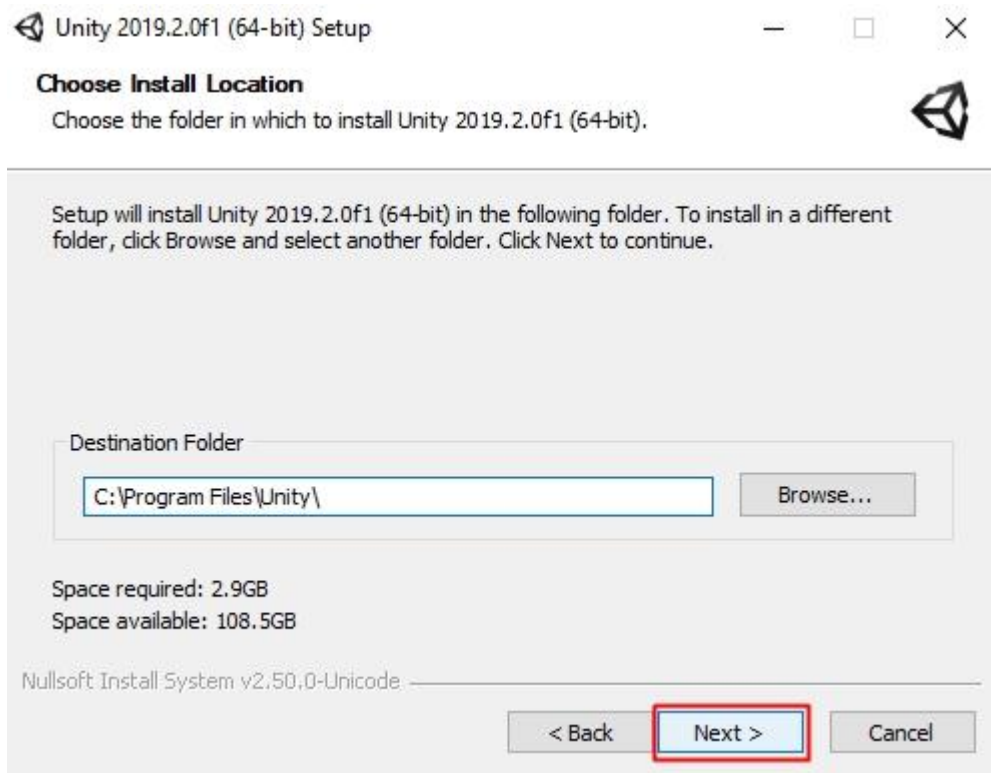 Unity 2019.2.0f1 (64-bit) Setup
Choose Install Location
Choose the folder in which to install Unity 2019.2.0f1 (64-bit).
Setup will install Unity 2019.2.0f1 (64-bit) in the following folder. To install in a different
folder, click Browse and select another folder. Click Next to continue.
Destination Folder
C:\Program Files\Unity\
Browse...
Space required: 2.9GB
Space available: 108.5GB
Nullsoft Install System v2.50.0-Unicode
< Back
Next >
Cancel